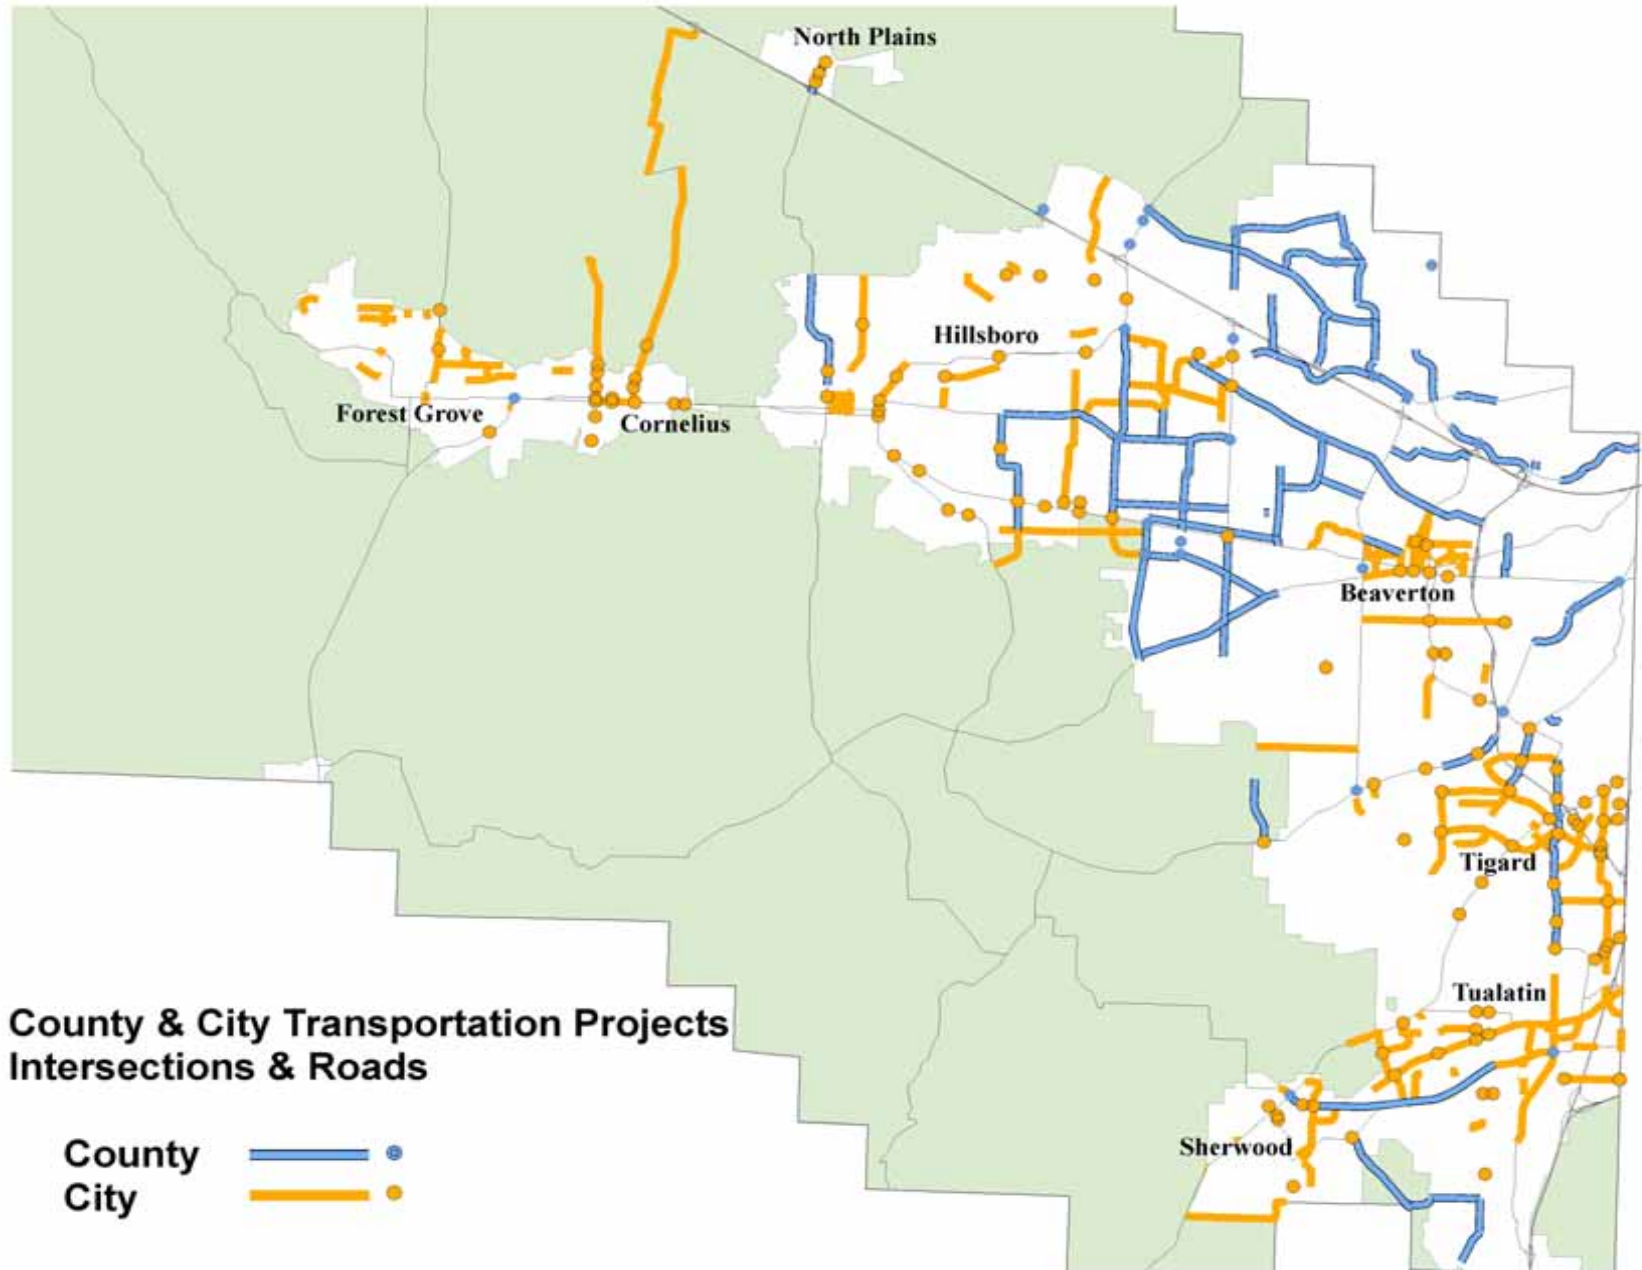 North Plains
Hillsboro
Forest Grove
Cornelius
Beaverton
Tigard
Tualatin
County & City Transportation Projects
Intersections & Roads
Sherwood
County
City